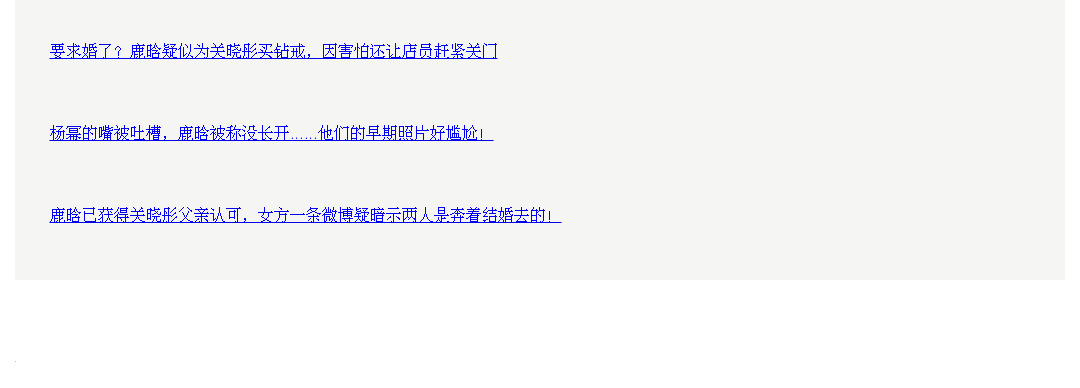 要求婚了？鹿晗疑似为关晓彤买钻戒，因害怕还让店员赶紧关门
杨幂的嘴被吐槽，鹿晗被称没长开……他们的早期照片好尴尬！
鹿晗已获得关晓彤父亲认可，女方一条微博疑暗示两人是奔着结婚去的！